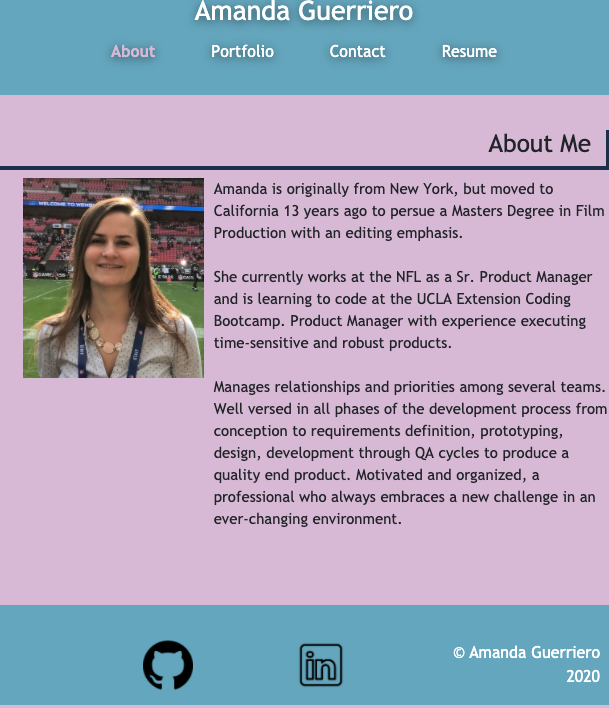 Amanda Guerriero
About Portfolio Contact Resume
About Me
Amanda is originally from New York, but moved to
California 13 years ago to persue a Masters Degree in Film
Production with an editing emphasis.
She currently works at the NFL as a Sr. Product Manager
and is learning to code at the UCLA Extension Coding
Bootcamp. Product Manager with experience executing
time-sensitive and robust products.
Manages relationships and priorities among several teams.
Well versed in all phases of the development process from
conception to requirements definition, prototyping,
design, development through QA cycles to produce a
quality end product. Motivated and organized, a
professional who always embraces a new challenge in an
ever-changing environment.
in
© Amanda Guerriero
2020